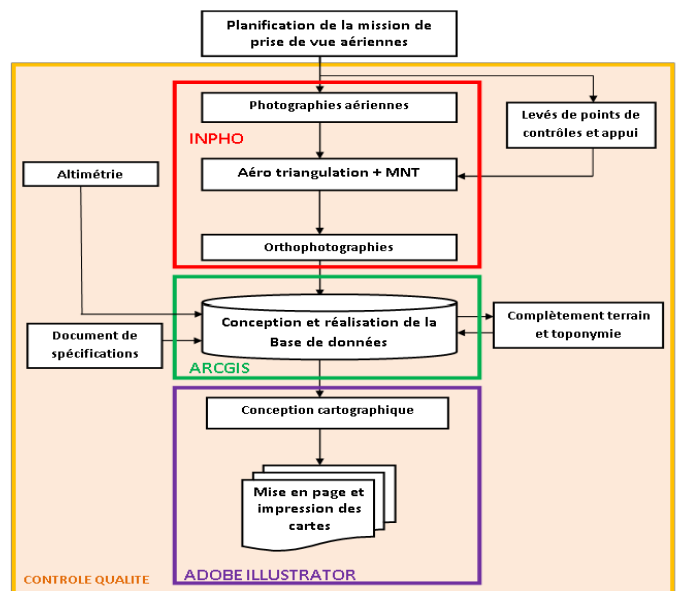 Planification de la mission de
prise de vue aériennes
Photographies aériennes
Levés de points de
contrôles et appui
INPHO
Altimétrie
Aéro triangulation + MNT
Orthophotographies
Conception et réalisation de la
Base de données
Complètement terrain
et toponymie
Document de
spécifications
ARCGIS
Conception cartographique
Mise en page et
impression des
cartes
CONTROLE QUALITE
ADOBE ILLUSTRATOR